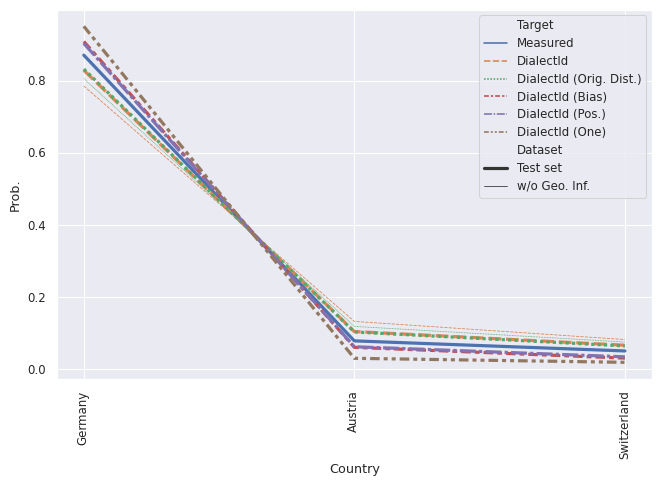 Target
Measured
DialectId
DialectId (Orig. Dist.)
DialectId (Bias)
DialectId (Pos.)
DialectId (One)
Dataset
Test set
w/o Geo. Inf.
0.8
0.6
0.4
0.2
0.0
Prob.
Germany
Austria
Switzerland
Country